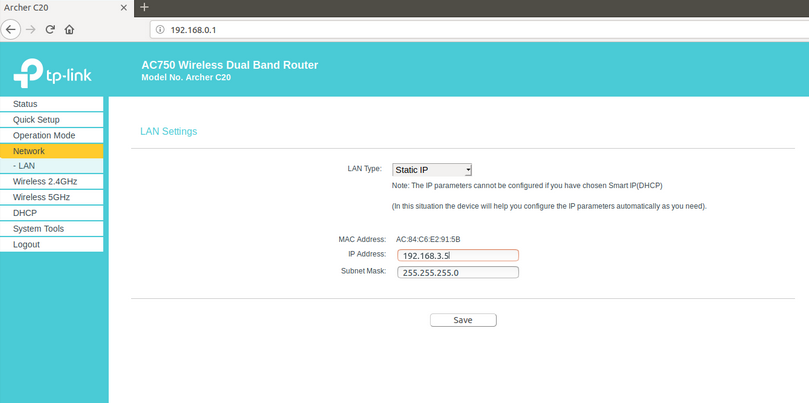 Archer C20
192.168.0.1
tp-link
AC750 Wireless Dual Band Router
Model No. Archer C20
Status
Quick Setup
Operation Mode
Network
- LAN
Wireless 2.4GHz
Wireless 5GHz
DHCP
System Tools
Logout
LAN Settings
LAN Type: Static IP
Note: The IP parameters cannot be configured if you have chosen Smart IP(DHCP)
(In this situation the device will help you configure the IP parameters automatically as you need).
MAC Address: AC:84:C6:E2:91:5B
IP Address: 192.168.3.5
Subnet Mask: 255.255.255.0
Save